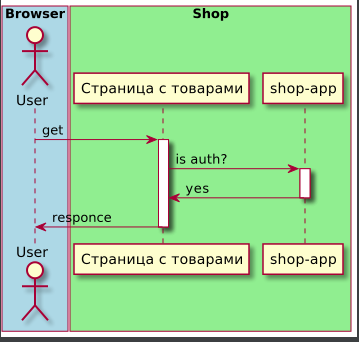 Browser
Shop
User
Страница с товарами
shop-app
get
is auth?
yes
responce
User
Страница с товарами
shop-app